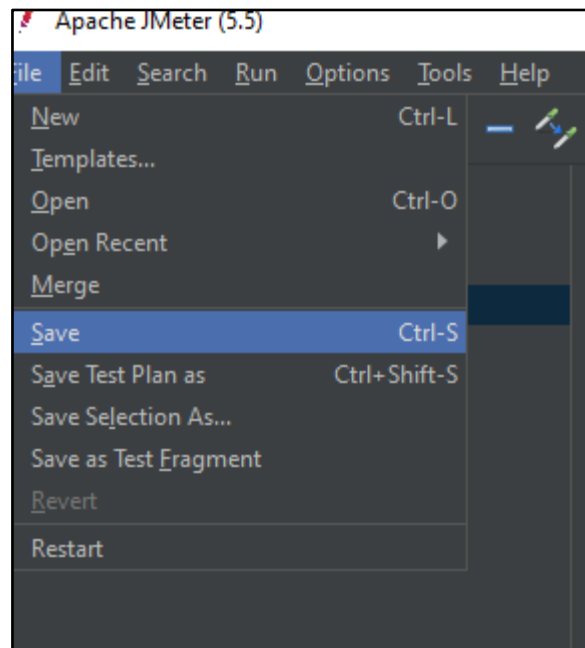 Apache JMeter (5.5)
File Edit Search Run Options Tools Help
New Ctrl-L
Templates...
Open Ctrl-O
Open Recent
Merge
Save Ctrl-S
Save Test Plan as Ctrl+Shift-S
Save Selection As...
Save as Test Fragment
Revert
Restart